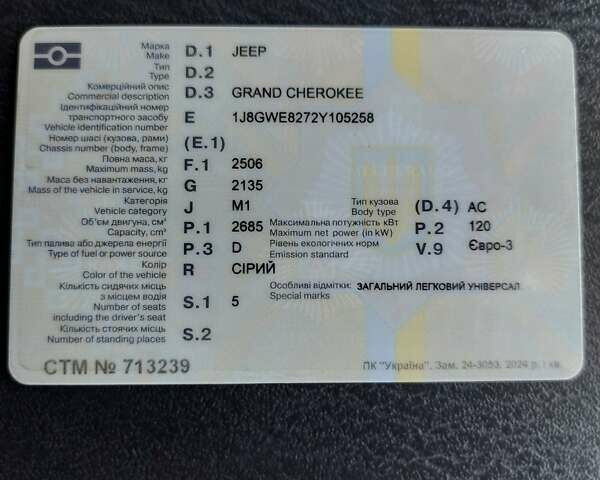 Марка D.1 JEEP
Make
Тип D.2
Type
Комерційний опис D.3 GRAND CHEROKEE
Commercial description
Ідентифікаційний номер
транспортного засобу E 1J8GWE8272Y105258
Vehicle identification number
Номер шасі (кузова, рами) (E.1)
Chassis number (body, frame)
Повна маса, кг F.1 2506
Maximum mass, kg
Маса без навантаження, кг G 2135
Mass of the vehicle in service, kg
Категорія J M1 Тип кузова (D.4) AC
Vehicle category Body type
Об'єм двигуна, см³ P.1 2685 Максимальна потужність кВт P.2 120
Capacity, cm³ Maximum net power (in kW)
Тип палива або джерела енергії P.3 D Рівень екологічних норм V.9 Євро-3
Type of fuel or power source Emission standard
Колір R СІРИЙ
Color of the vehicle
Кількість сидячих місць Особливі відмітки: ЗАГАЛЬНИЙ ЛЕГКОВИЙ УНІВЕРСАЛ
з місцем водія S.1 5 Special marks
Number of seats
including the driver's seat
Кількість стоячих місць S.2
Number of standing places
СТМ № 713239 ПК "Україна". Зам. 24-3053. 2024 р. І кв.